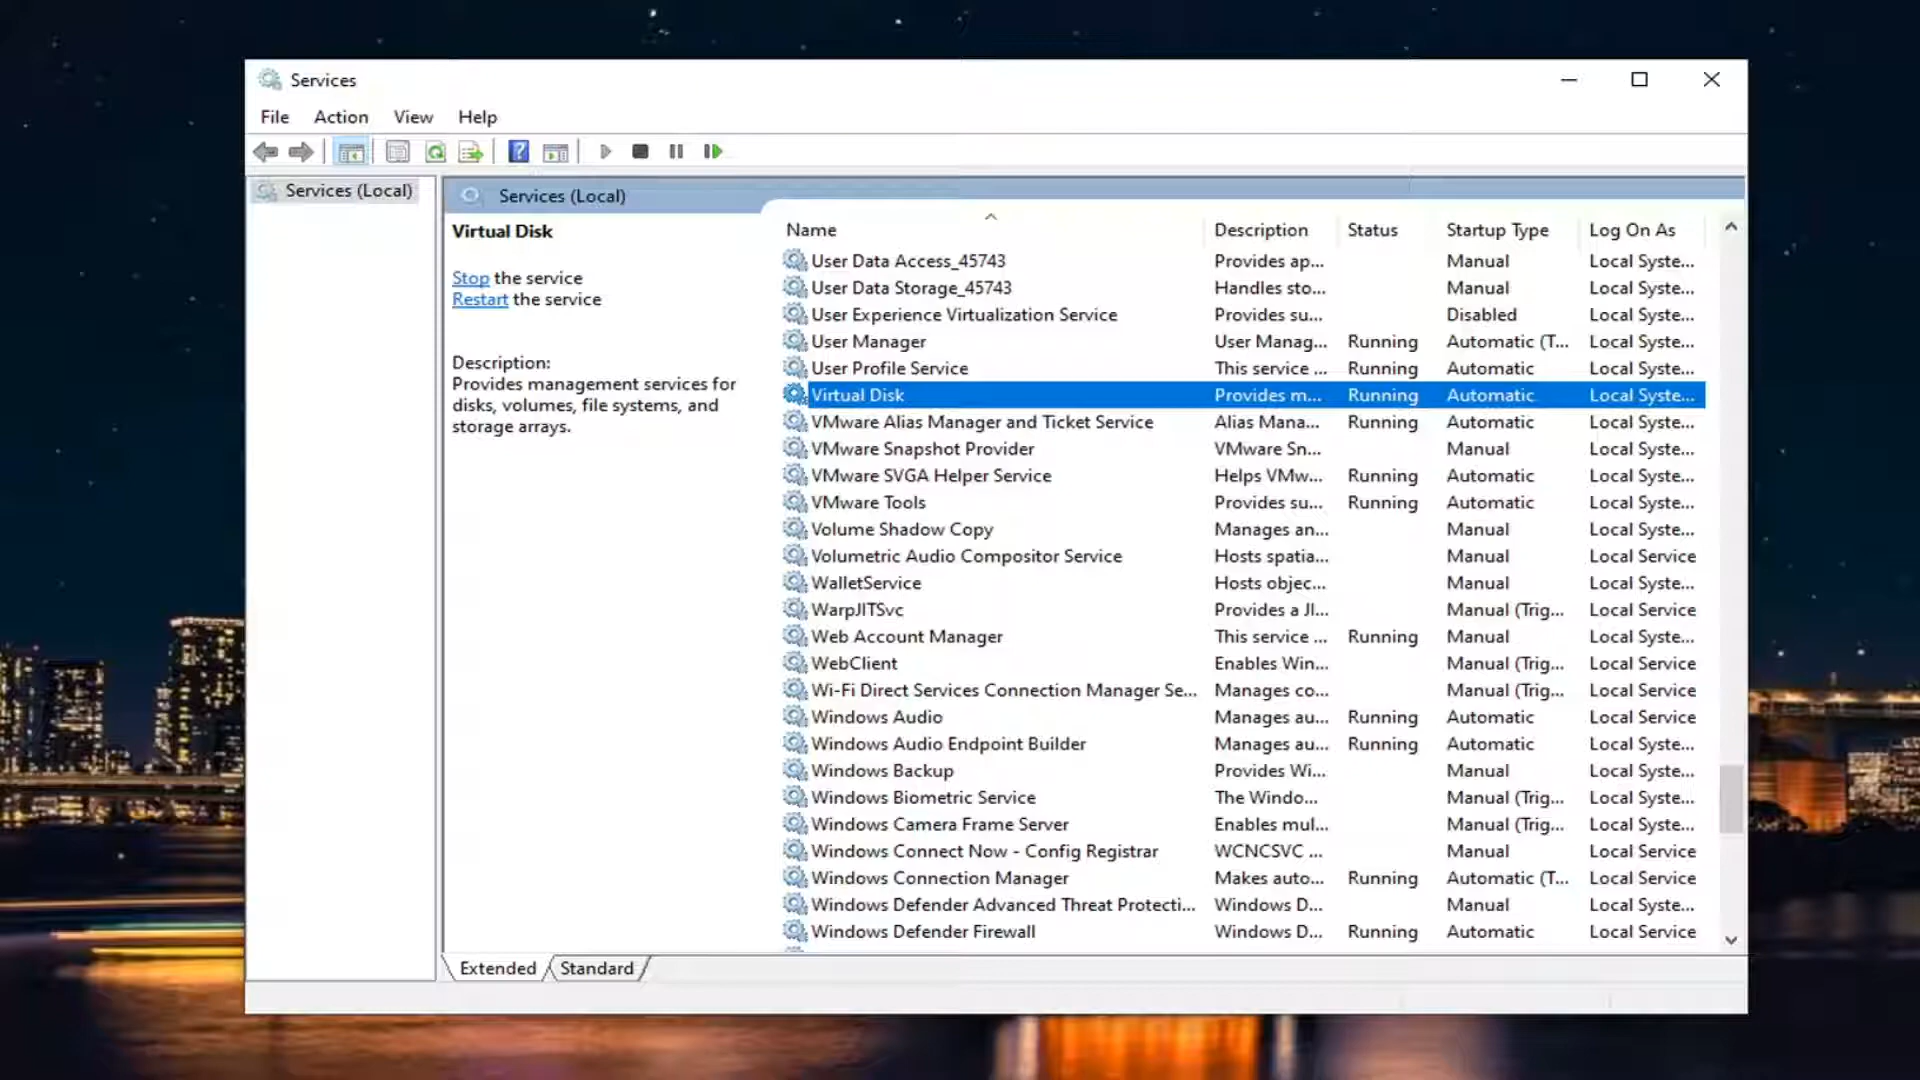 Services
File Action View Help
Services (Local)
Services (Local)
Virtual Disk
Stop the service
Restart the service
Description:
Provides management services for
disks, volumes, file systems, and
storage arrays.
Name Description Status Startup Type Log On As
User Data Access_45743 Provides ap... Manual Local Syste...
User Data Storage_45743 Handles sto... Manual Local Syste...
User Experience Virtualization Service Provides su... Disabled Local Syste...
User Manager User Manag... Running Automatic (T... Local Syste...
User Profile Service This service ... Running Automatic Local Syste...
Virtual Disk Provides m... Running Automatic Local Syste...
VMware Alias Manager and Ticket Service Alias Mana... Running Automatic Local Syste...
VMware Snapshot Provider VMware Sn... Manual Local Syste...
VMware SVGA Helper Service Helps VMw... Running Automatic Local Syste...
VMware Tools Provides su... Running Automatic Local Syste...
Volume Shadow Copy Manages an... Manual Local Syste...
Volumetric Audio Compositor Service Hosts spatia... Manual Local Service
WalletService Hosts objec... Manual Local Syste...
WarpJITSvc Provides a JI... Manual (Trig... Local Service
Web Account Manager This service ... Running Manual Local Syste...
WebClient Enables Win... Manual (Trig... Local Service
Wi-Fi Direct Services Connection Manager Se... Manages co... Manual (Trig... Local Service
Windows Audio Manages au... Running Automatic Local Service
Windows Audio Endpoint Builder Manages au... Running Automatic Local Syste...
Windows Backup Provides Wi... Manual Local Syste...
Windows Biometric Service The Windo... Manual (Trig... Local Syste...
Windows Camera Frame Server Enables mul... Manual (Trig... Local Syste...
Windows Connect Now - Config Registrar WCNCSVC ... Manual Local Service
Windows Connection Manager Makes auto... Running Automatic (T... Local Service
Windows Defender Advanced Threat Protecti... Windows D... Manual Local Syste...
Windows Defender Firewall Windows D... Running Automatic Local Service
Extended Standard